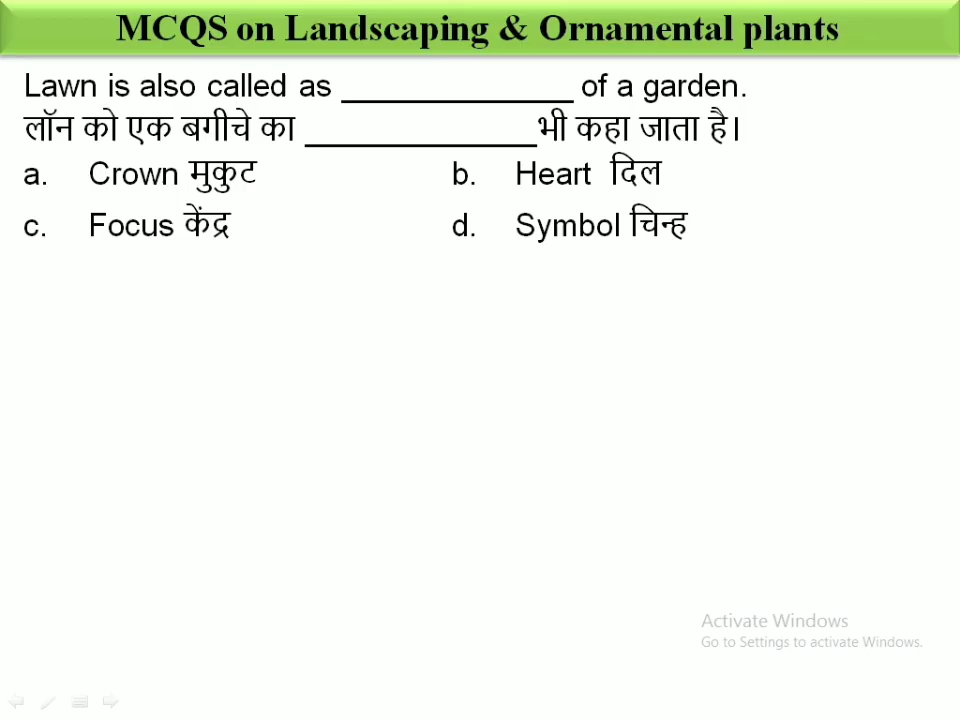 MCQS on Landscaping & Ornamental plants
Lawn is also called as _____________ of a garden.
लॉन को एक बगीचे का _____________भी कहा जाता है।
a. Crown मुकुट b. Heart दिल
c. Focus केंद्र d. Symbol चिन्ह
Activate Windows
Go to Settings to activate Windows.